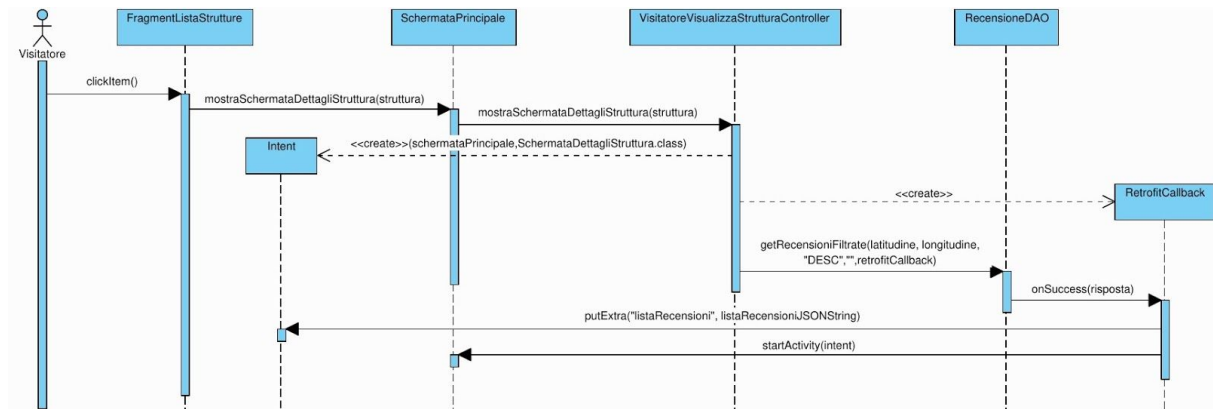 FragmentListaStrutture
SchermataPrincipale
VisitatoreVisualizzaStrutturaController
RecensioneDAO
Visitatore
clickItem()
mostraSchermataDettagliStruttura(struttura)
mostraSchermataDettagliStruttura(struttura)
Intent
<<create>>(schermataPrincipale,SchermataDettagliStruttura.class)
<<create>>
RetrofitCallback
getRecensioniFiltrate(latitudine, longitudine,
"DESC","",retrofitCallback)
onSuccess(risposta)
putExtra("listaRecensioni", listaRecensioniJSONString)
startActivity(intent)